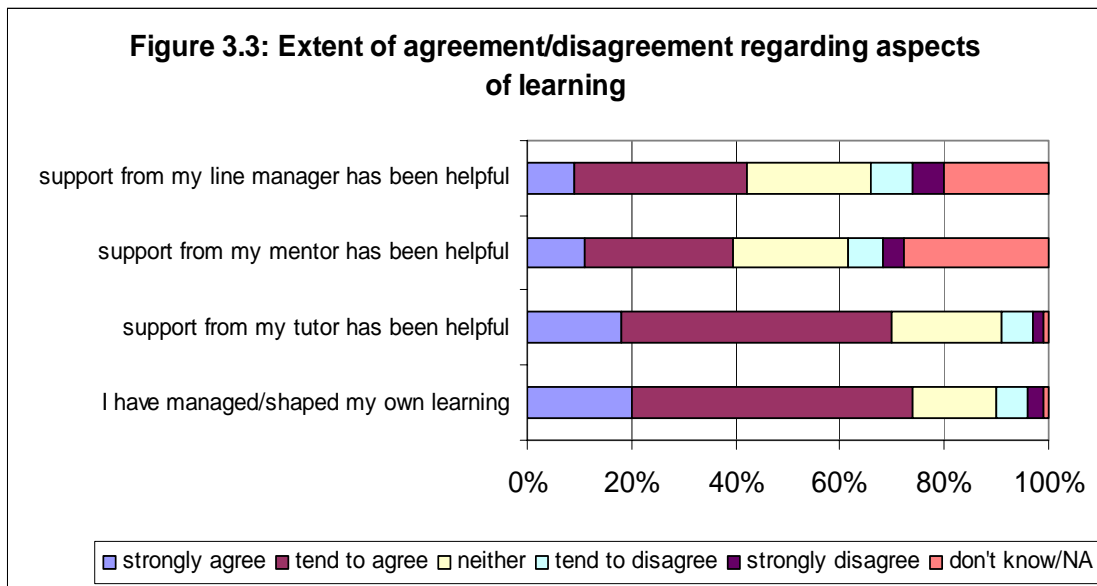 Figure 3.3: Extent of agreement/disagreement regarding aspects
of learning
support from my line manager has been helpful
support from my mentor has been helpful
support from my tutor has been helpful
I have managed/shaped my own learning
0% 20% 40% 60% 80% 100%
strongly agree tend to agree neither tend to disagree strongly disagree don't know/NA